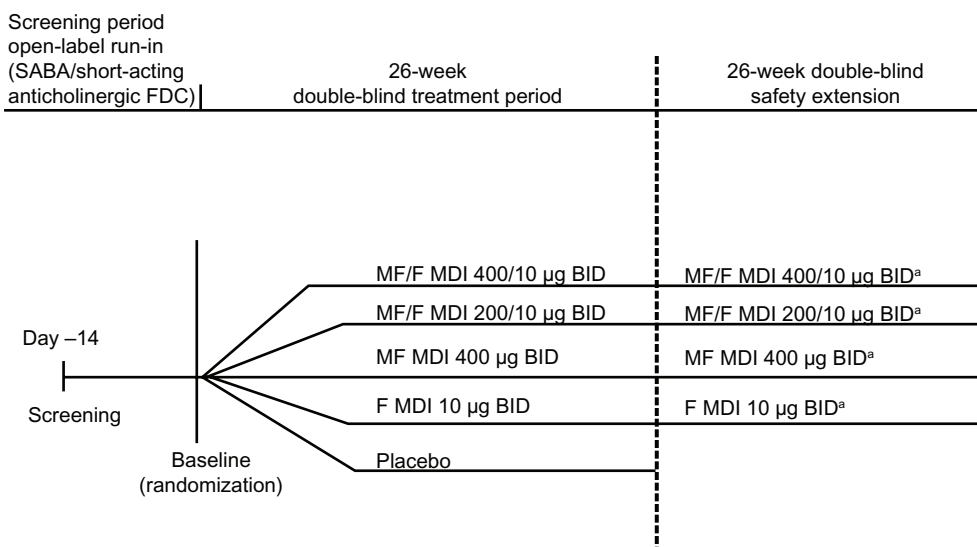 Screening period
open-label run-in
(SABA/short-acting
anticholinergic FDC)
26-week
double-blind treatment period
26-week double-blind
safety extension
MF/F MDI 400/10 µg BID
MF/F MDI 400/10 µg BIDᵃ
MF/F MDI 200/10 µg BID
MF/F MDI 200/10 µg BIDᵃ
Day –14
MF MDI 400 µg BID
MF MDI 400 µg BIDᵃ
Screening
F MDI 10 µg BID
F MDI 10 µg BIDᵃ
Baseline
(randomization)
Placebo